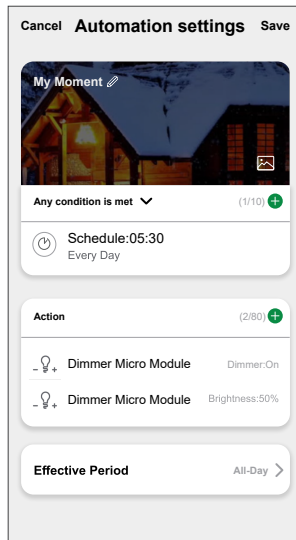 Cancel Automation settings Save
My Moment
Any condition is met (1/10)
Schedule:05:30
Every Day
Action (2/80)
Dimmer Micro Module Dimmer:On
Dimmer Micro Module Brightness:50%
Effective Period All-Day